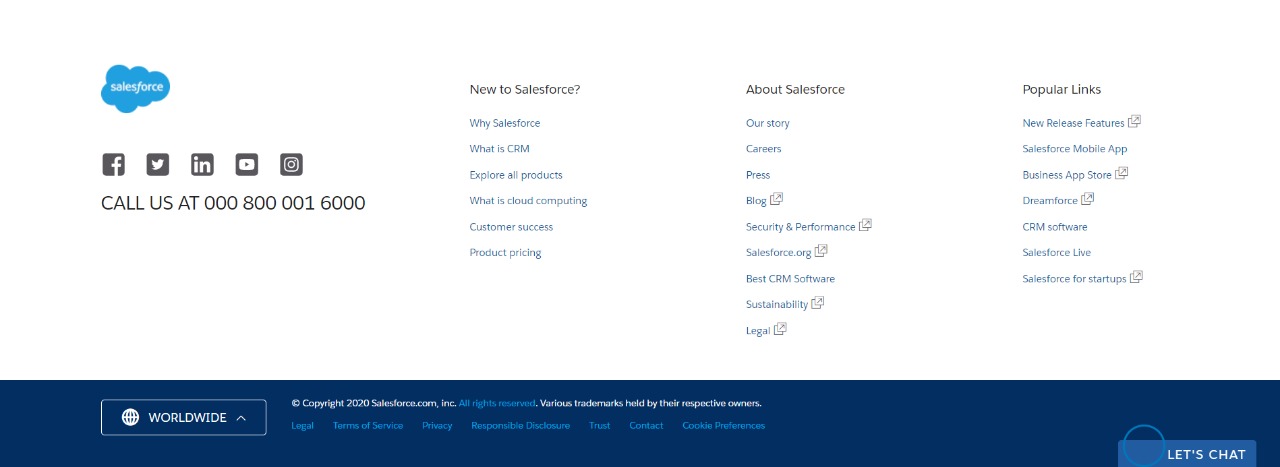 salesforce
CALL US AT 000 800 001 6000
New to Salesforce?
Why Salesforce
What is CRM
Explore all products
What is cloud computing
Customer success
Product pricing
About Salesforce
Our story
Careers
Press
Blog
Security & Performance
Salesforce.org
Best CRM Software
Sustainability
Legal
Popular Links
New Release Features
Salesforce Mobile App
Business App Store
Dreamforce
CRM software
Salesforce Live
Salesforce for startups
WORLDWIDE
© Copyright 2020 Salesforce.com, inc. All rights reserved. Various trademarks held by their respective owners.
Legal Terms of Service Privacy Responsible Disclosure Trust Contact Cookie Preferences
LET'S CHAT